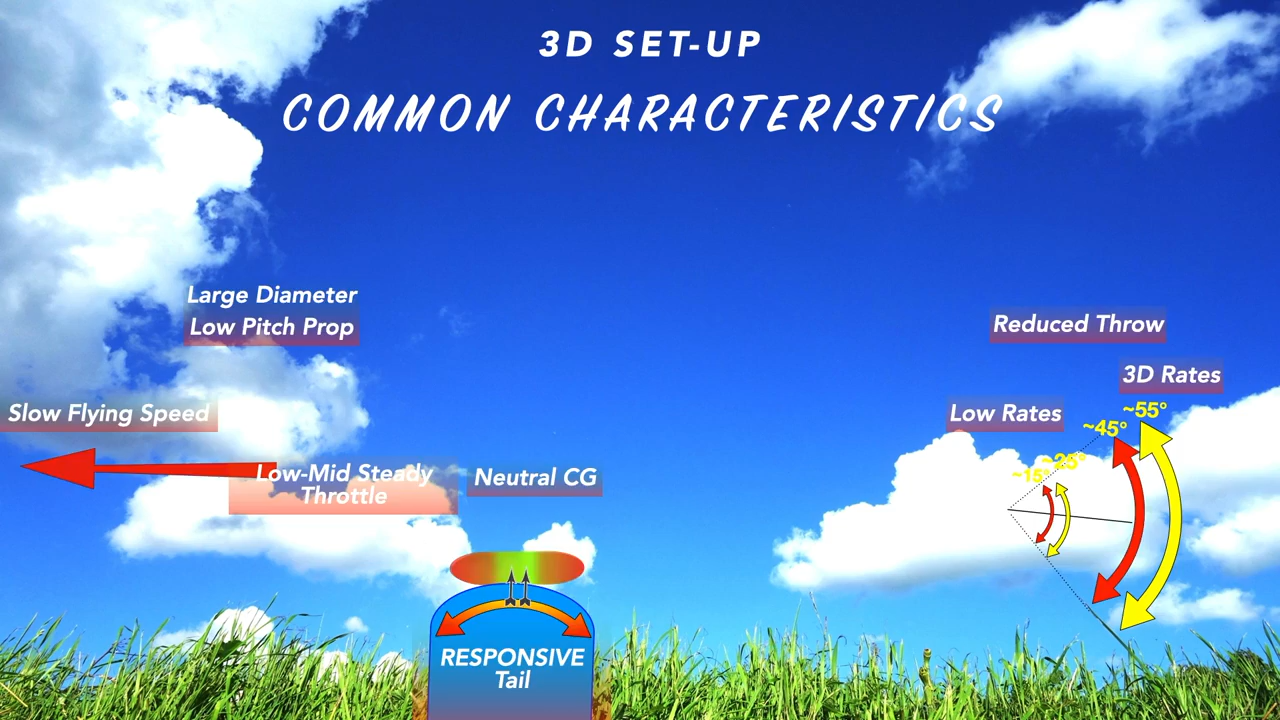 3D SET-UP
COMMON CHARACTERISTICS
Large Diameter
Low Pitch Prop
Reduced Throw
3D Rates
Slow Flying Speed
Low Rates
~55°
~45°
~25°
~15°
Low-Mid Steady
Throttle
Neutral CG
RESPONSIVE
Tail